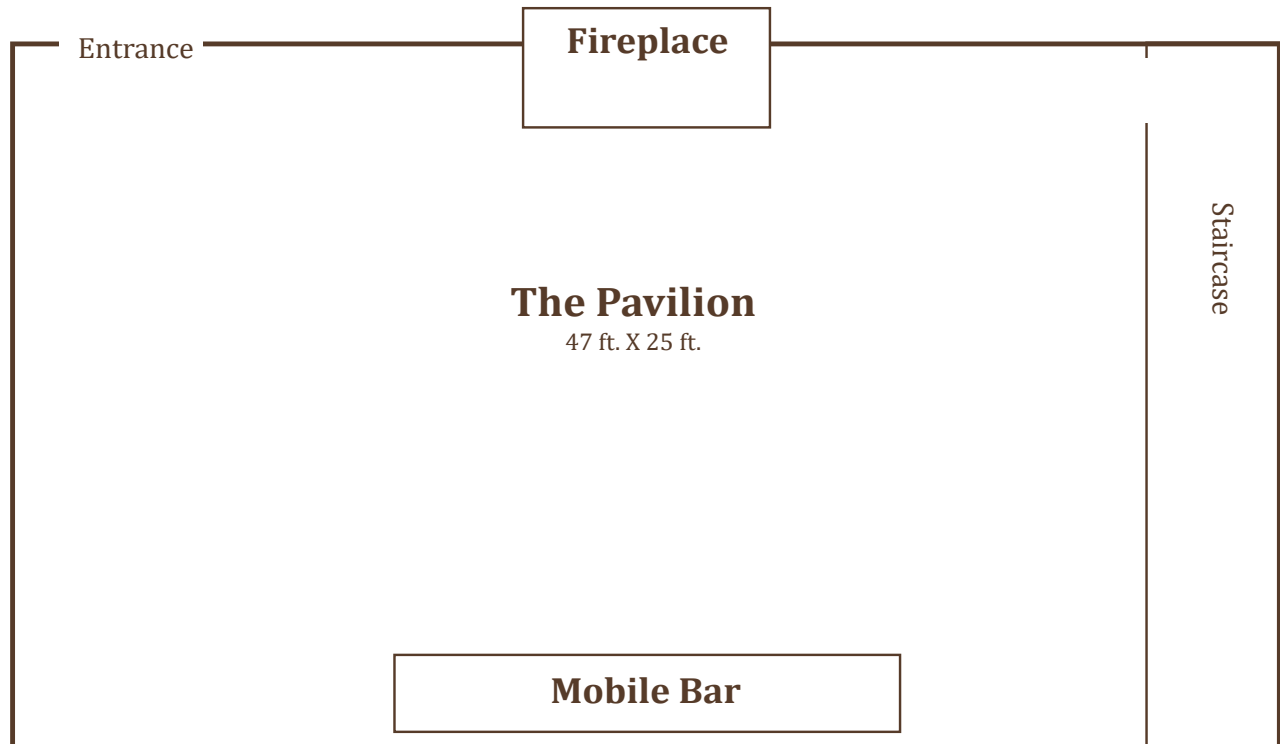 Fireplace
Entrance
Staircase
The Pavilion
47 ft. X 25 ft.
Mobile Bar